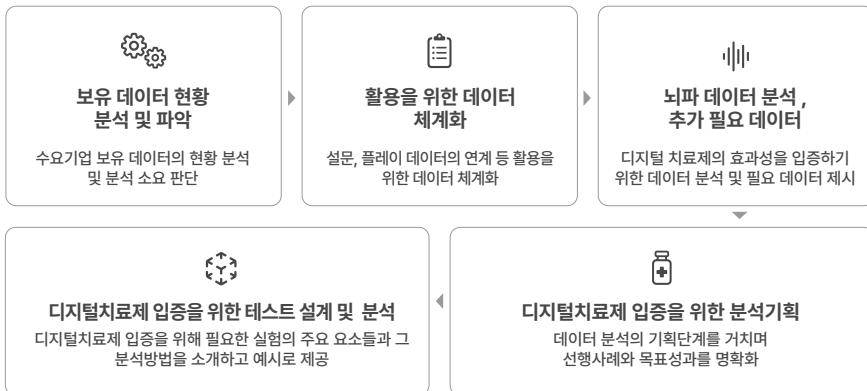 보유 데이터 현황
분석 및 파악
수요기업 보유 데이터의 현황 분석
및 분석 소요 판단
활용을 위한 데이터
체계화
설문, 플레이 데이터의 연계 등 활용을
위한 데이터 체계화
뇌파 데이터 분석 ,
추가 필요 데이터
디지털 치료제의 효과성을 입증하기
위한 데이터 분석 및 필요 데이터 제시
디지털치료제 입증을 위한 분석기획
데이터 분석의 기획단계를 거치며
선행사례와 목표성과를 명확화
디지털치료제 입증을 위한 테스트 설계 및 분석
디지털치료제 입증을 위해 필요한 실험의 주요 요소들과 그
분석방법을 소개하고 예시로 제공